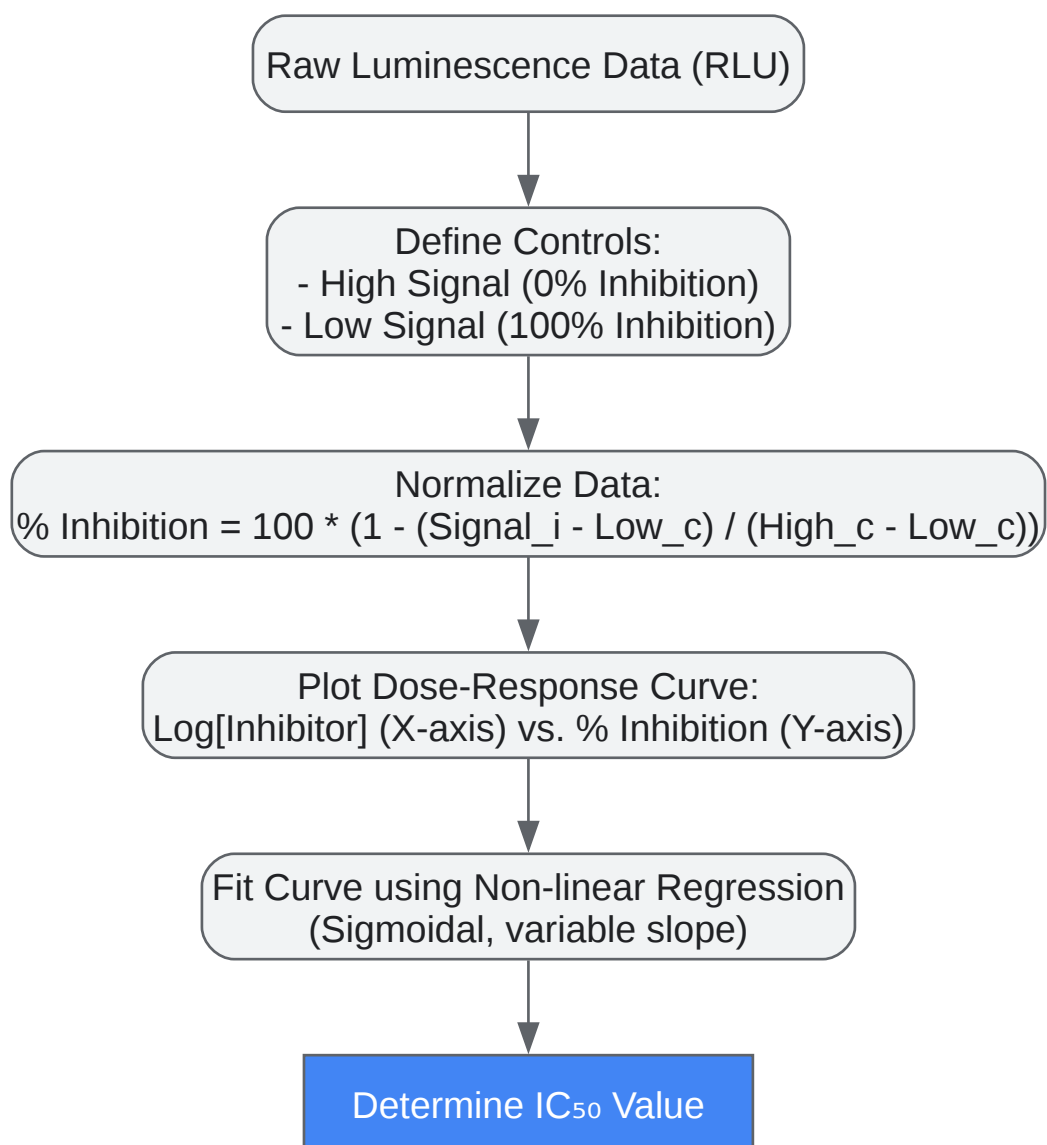 Raw Luminescence Data (RLU)
Define Controls:
- High Signal (0% Inhibition)
- Low Signal (100% Inhibition)
Normalize Data:
% Inhibition = 100 * (1 - (Signal_i - Low_c) / (High_c - Low_c))
Plot Dose-Response Curve:
Log[Inhibitor] (X-axis) vs. % Inhibition (Y-axis)
Fit Curve using Non-linear Regression
(Sigmoidal, variable slope)
Determine IC₅₀ Value